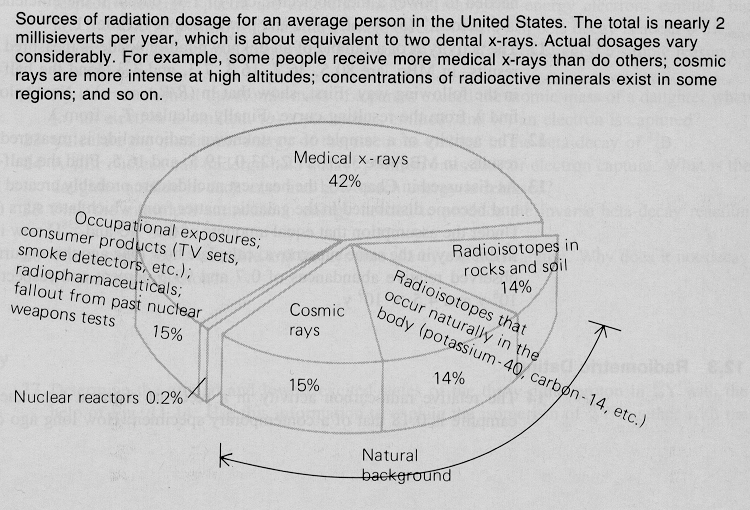 Sources of radiation dosage for an average person in the United States. The total is nearly 2
millisieverts per year, which is about equivalent to two dental x-rays. Actual dosages vary
considerably. For example, some people receive more medical x-rays than do others; cosmic
rays are more intense at high altitudes; concentrations of radioactive minerals exist in some
regions; and so on.
Medical x-rays
42%
Occupational exposures;
consumer products (TV sets,
smoke detectors, etc.);
radiopharmaceuticals;
fallout from past nuclear
weapons tests
15%
Radioisotopes in
rocks and soil
14%
Radioisotopes that
occur naturally in the
body (potassium-40, carbon-14, etc.)
14%
Cosmic
rays
15%
Nuclear reactors 0.2%
Natural
background